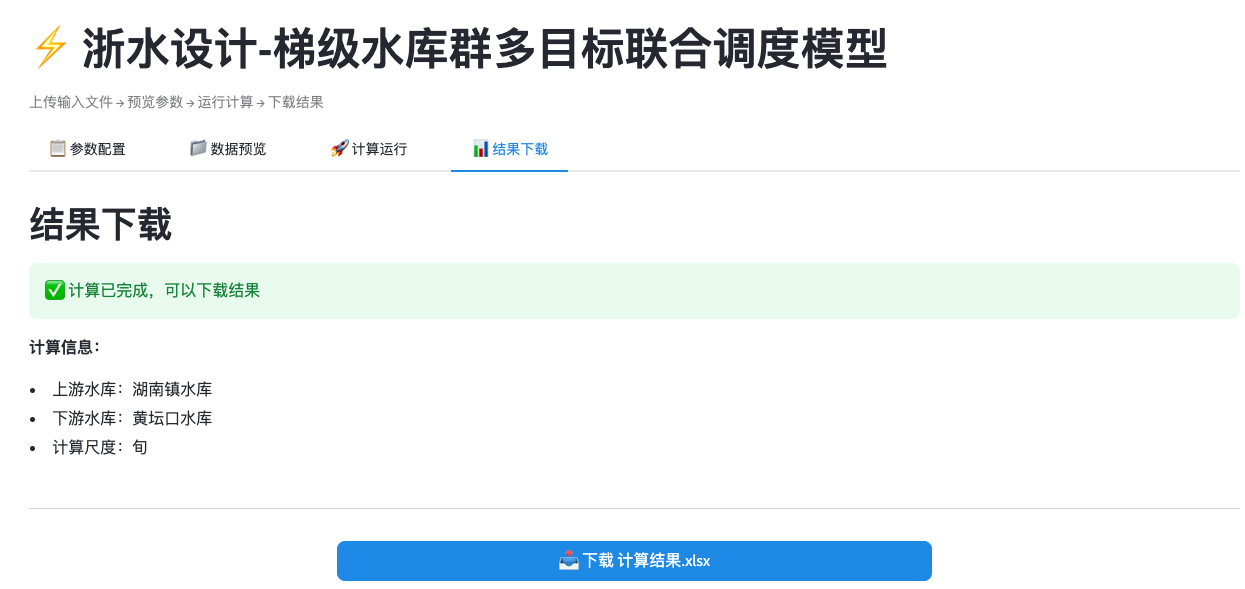 ⚡ 浙水设计-梯级水库群多目标联合调度模型
上传输入文件 → 预览参数 → 运行计算 → 下载结果
📋 参数配置 📁 数据预览 🚀 计算运行 📊 结果下载
结果下载
✅ 计算已完成，可以下载结果
计算信息：
• 上游水库：湖南镇水库
• 下游水库：黄坛口水库
• 计算尺度：旬
📥 下载 计算结果.xlsx